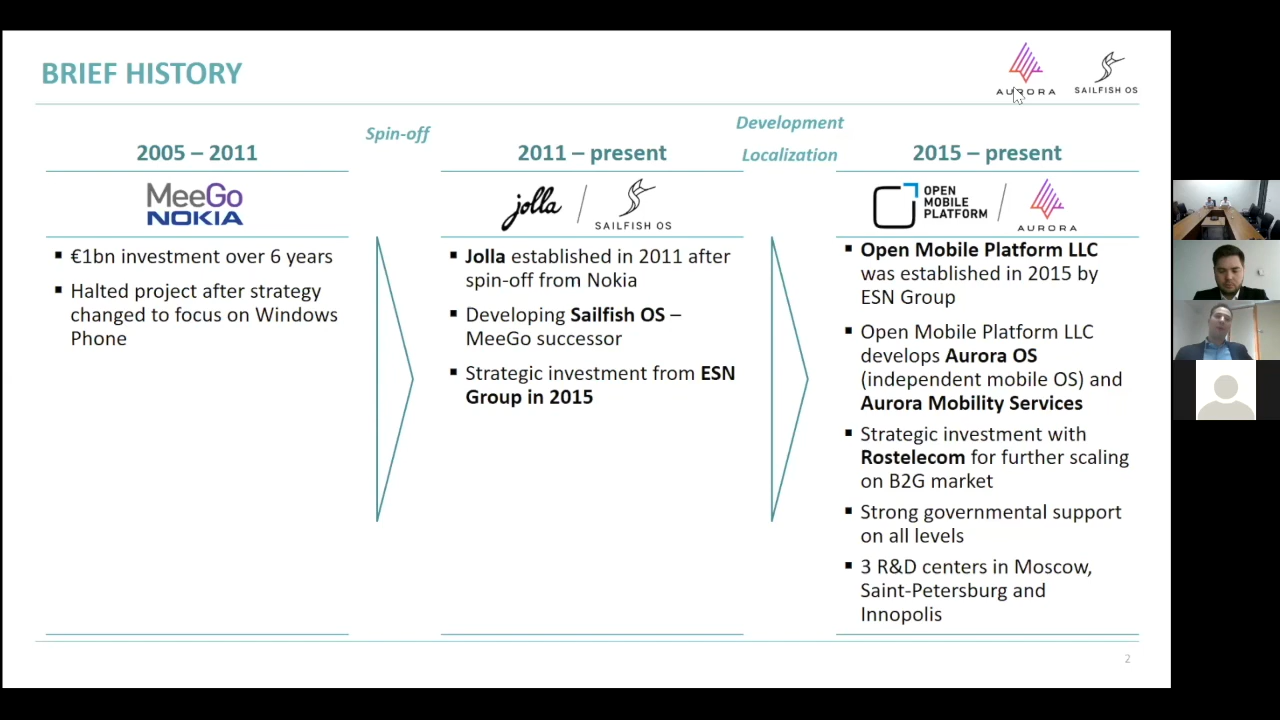 BRIEF HISTORY
AURORA
SAILFISH OS
Spin-off
Development
Localization
2005 – 2011
MeeGo
NOKIA
▪ €1bn investment over 6 years
▪ Halted project after strategy
changed to focus on Windows
Phone
2011 – present
jolla
SAILFISH OS
▪ Jolla established in 2011 after
spin-off from Nokia
▪ Developing Sailfish OS –
MeeGo successor
▪ Strategic investment from ESN
Group in 2015
2015 – present
OPEN
MOBILE
PLATFORM
AURORA
▪ Open Mobile Platform LLC
was established in 2015 by
ESN Group
▪ Open Mobile Platform LLC
develops Aurora OS
(independent mobile OS) and
Aurora Mobility Services
▪ Strategic investment with
Rostelecom for further scaling
on B2G market
▪ Strong governmental support
on all levels
▪ 3 R&D centers in Moscow,
Saint-Petersburg and
Innopolis
2